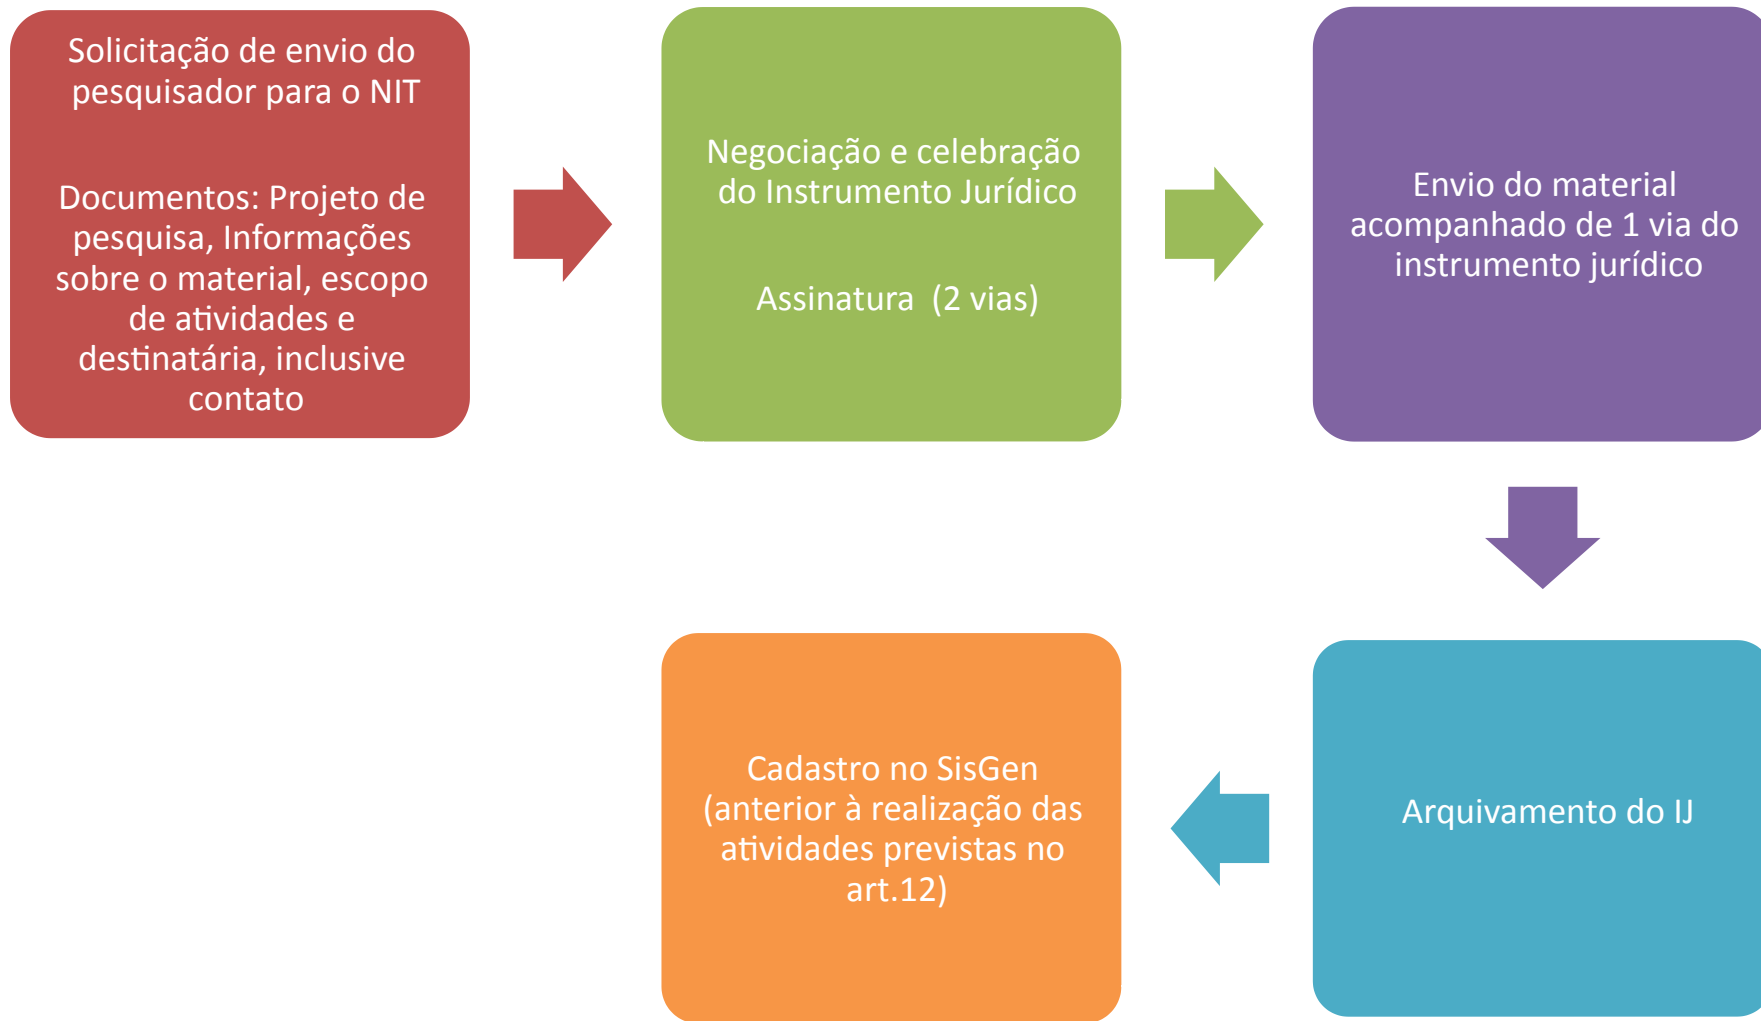 Solicitação de envio do
pesquisador para o NIT
Documentos: Projeto de
pesquisa, Informações
sobre o material, escopo
de atividades e
destinatária, inclusive
contato
Negociação e celebração
do Instrumento Jurídico
Assinatura (2 vias)
Envio do material
acompanhado de 1 via do
instrumento jurídico
Arquivamento do IJ
Cadastro no SisGen
(anterior à realização das
atividades previstas no
art.12)